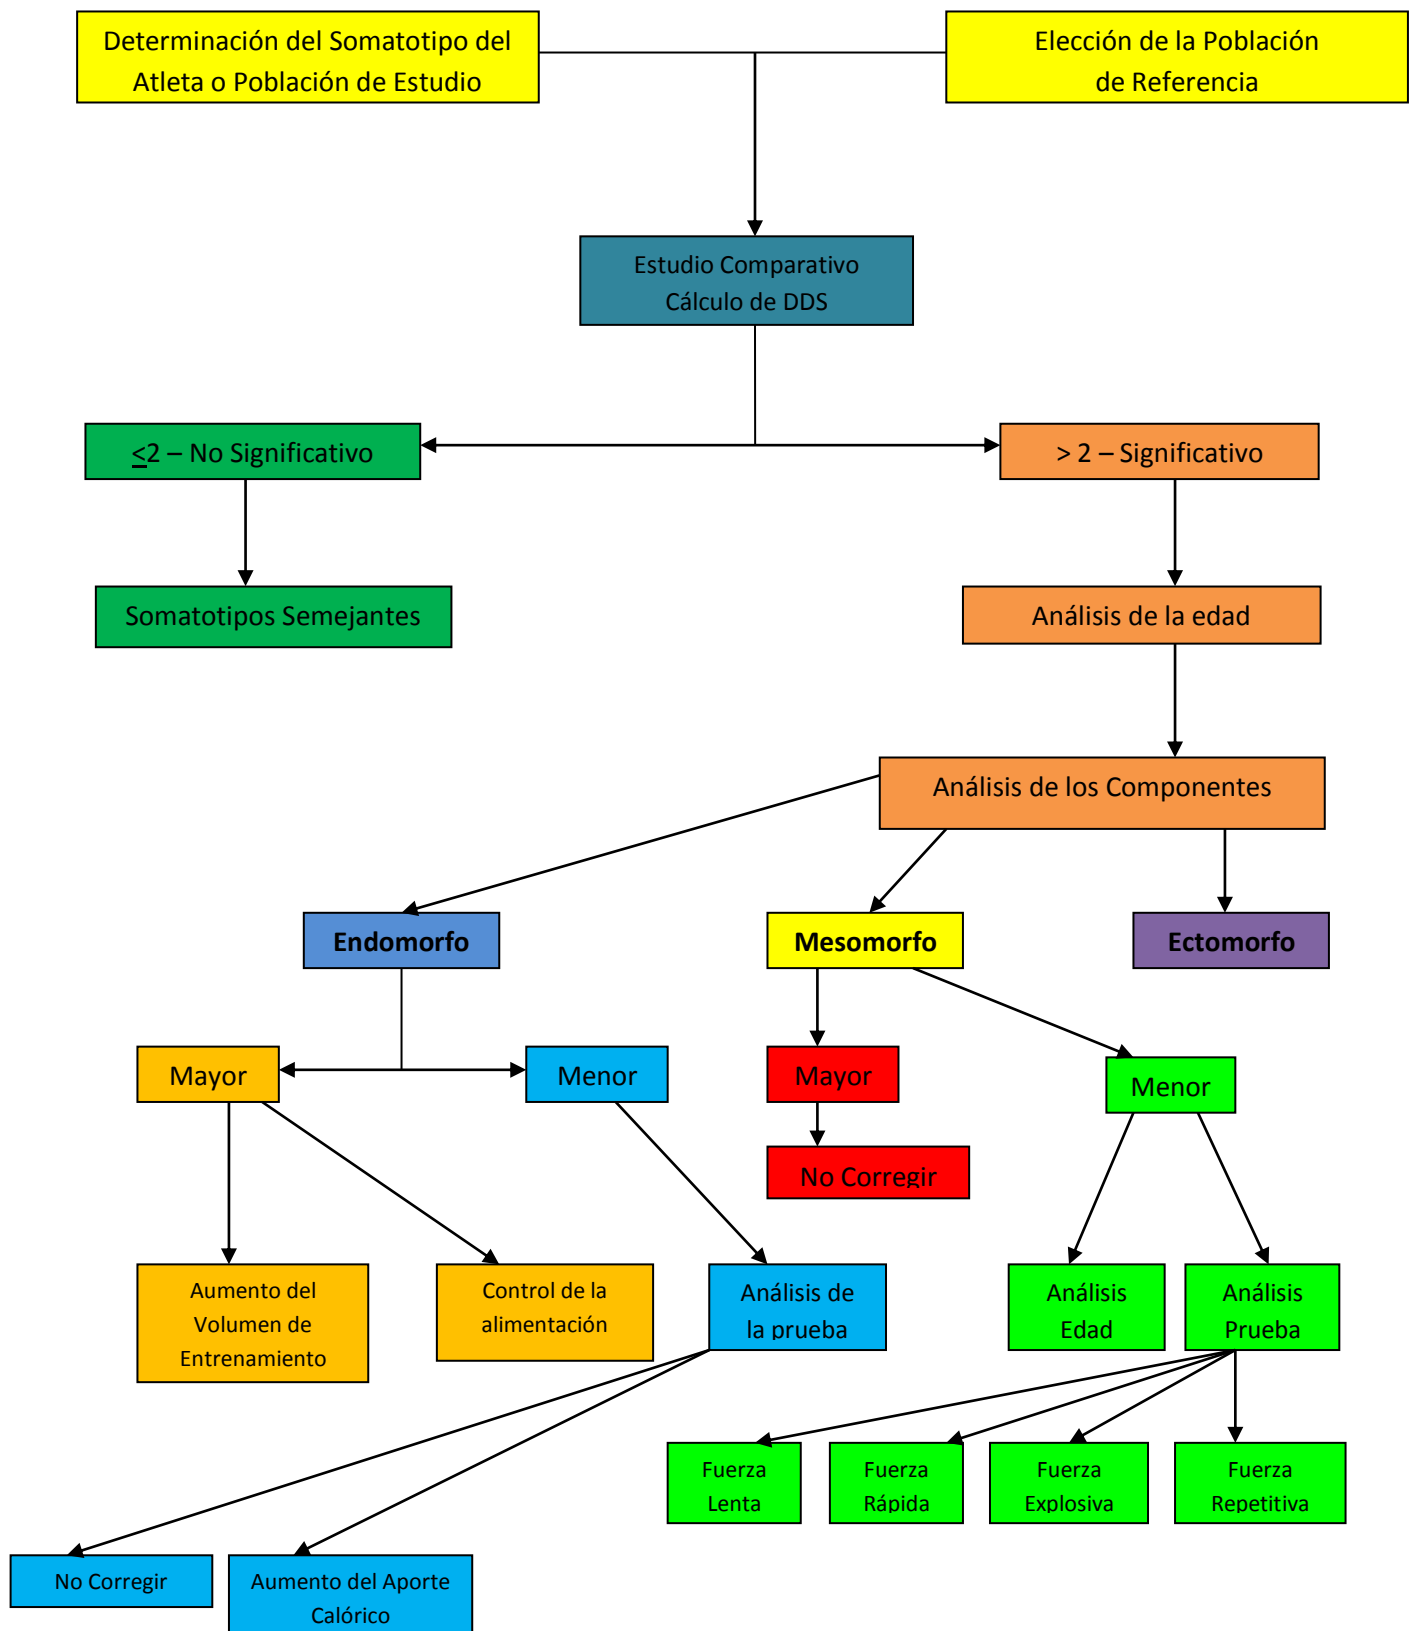 Determinación del Somatotipo del
Atleta o Población de Estudio
Elección de la Población
de Referencia
Estudio Comparativo
Cálculo de DDS
≤2 – No Significativo
> 2 – Significativo
Somatotipos Semejantes
Análisis de la edad
Análisis de los Componentes
Endomorfo
Mesomorfo
Ectomorfo
Mayor
Menor
Mayor
Menor
No Corregir
Aumento del
Volumen de
Entrenamiento
Control de la
alimentación
Análisis de
la prueba
Análisis
Edad
Análisis
Prueba
Fuerza
Lenta
Fuerza
Rápida
Fuerza
Explosiva
Fuerza
Repetitiva
No Corregir
Aumento del Aporte
Calórico